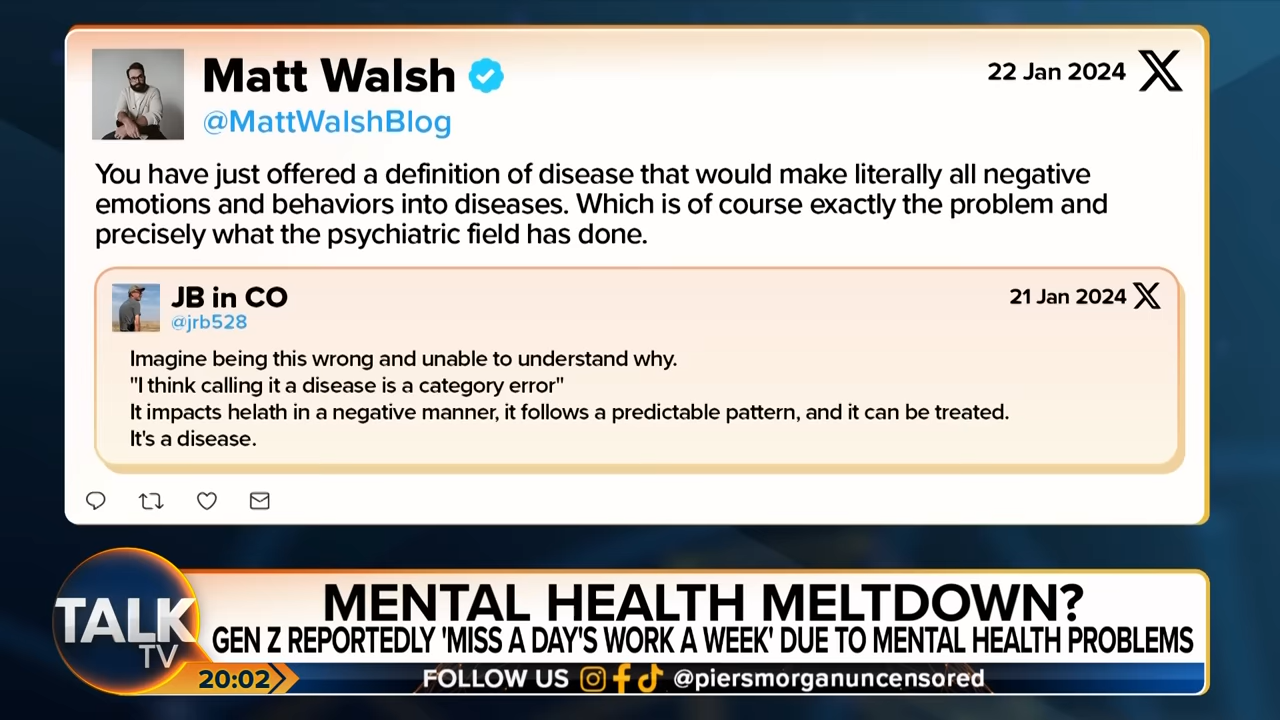 Matt Walsh
22 Jan 2024
@MattWalshBlog
You have just offered a definition of disease that would make literally all negative
emotions and behaviors into diseases. Which is of course exactly the problem and
precisely what the psychiatric field has done.
JB in CO
21 Jan 2024
@jrb528
Imagine being this wrong and unable to understand why.
"I think calling it a disease is a category error"
It impacts helath in a negative manner, it follows a predictable pattern, and it can be treated.
It's a disease.
TALK
TV
MENTAL HEALTH MELTDOWN?
GEN Z REPORTEDLY 'MISS A DAY'S WORK A WEEK' DUE TO MENTAL HEALTH PROBLEMS
20:02
FOLLOW US @piersmorganuncensored